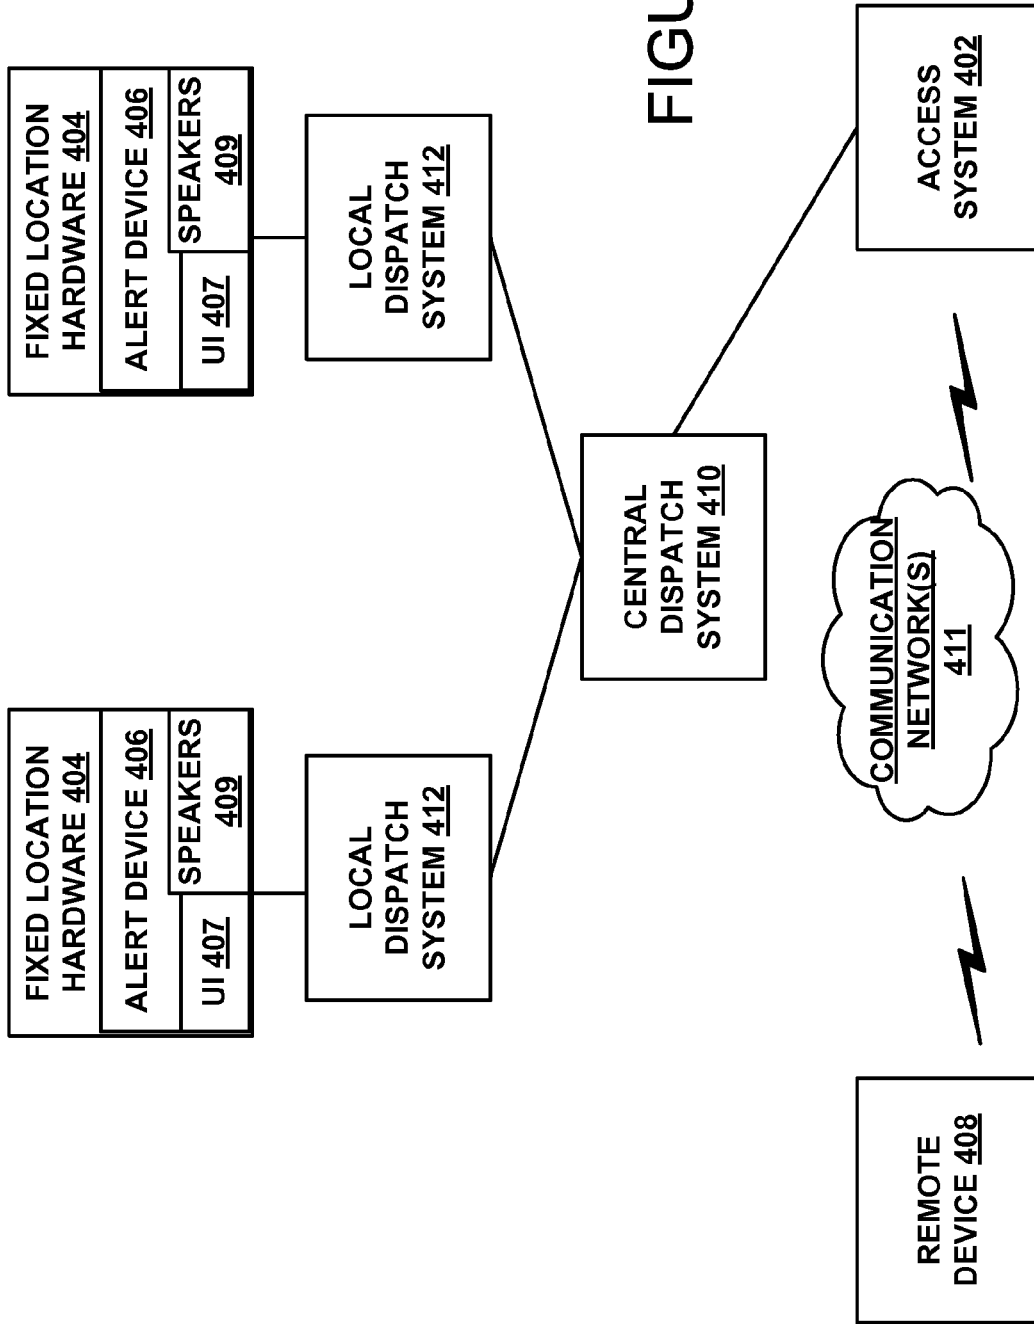 FIXED LOCATION
HARDWARE 404
ALERT DEVICE 406
UI 407
SPEAKERS
409
LOCAL
DISPATCH
SYSTEM 412
FIXED LOCATION
HARDWARE 404
ALERT DEVICE 406
UI 407
SPEAKERS
409
LOCAL
DISPATCH
SYSTEM 412
CENTRAL
DISPATCH
SYSTEM 410
REMOTE
DEVICE 408
COMMUNICATION
NETWORK(S)
411
ACCESS
SYSTEM 402